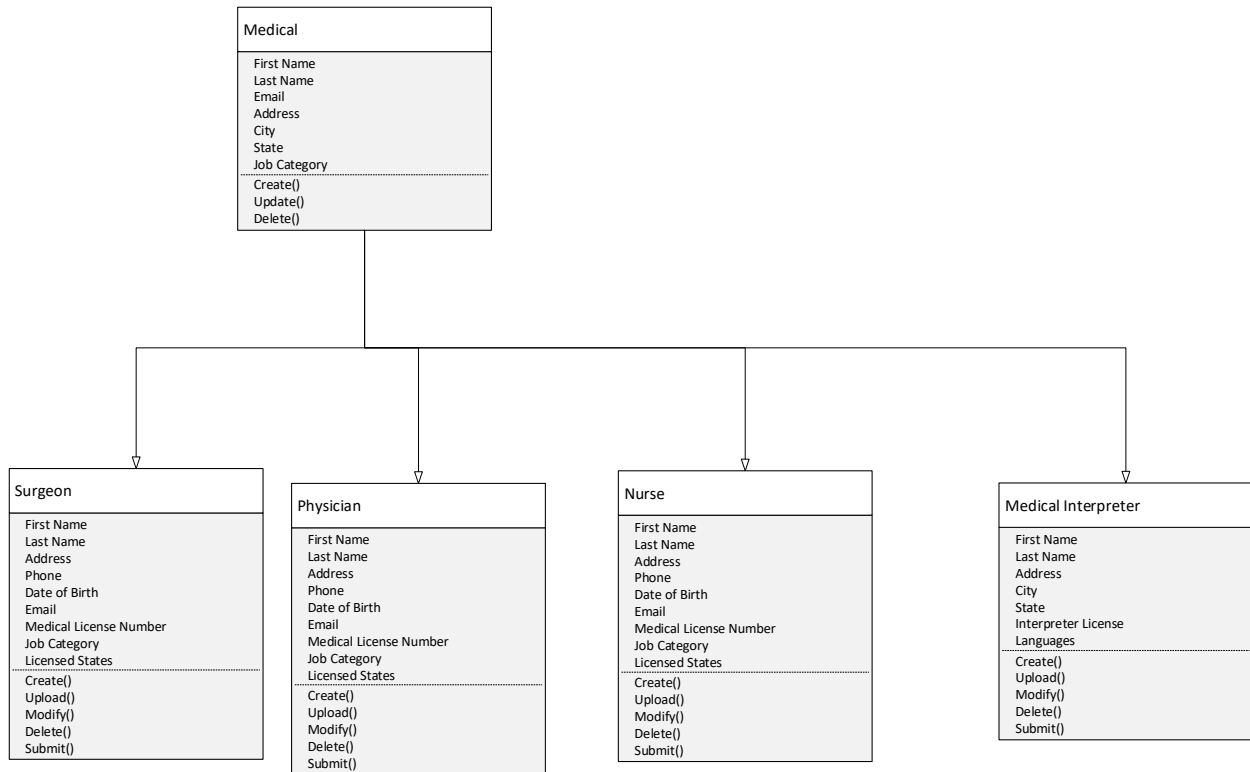 Medical
First Name
Last Name
Email
Address
City
State
Job Category
Create()
Update()
Delete()
Surgeon
First Name
Last Name
Address
Phone
Date of Birth
Email
Medical License Number
Job Category
Licensed States
Create()
Upload()
Modify()
Delete()
Submit()
Physician
First Name
Last Name
Address
Phone
Date of Birth
Email
Medical License Number
Job Category
Licensed States
Create()
Upload()
Modify()
Delete()
Submit()
Nurse
First Name
Last Name
Address
Phone
Date of Birth
Email
Medical License Number
Job Category
Licensed States
Create()
Upload()
Modify()
Delete()
Submit()
Medical Interpreter
First Name
Last Name
Address
City
State
Interpreter License
Languages
Create()
Upload()
Modify()
Delete()
Submit()